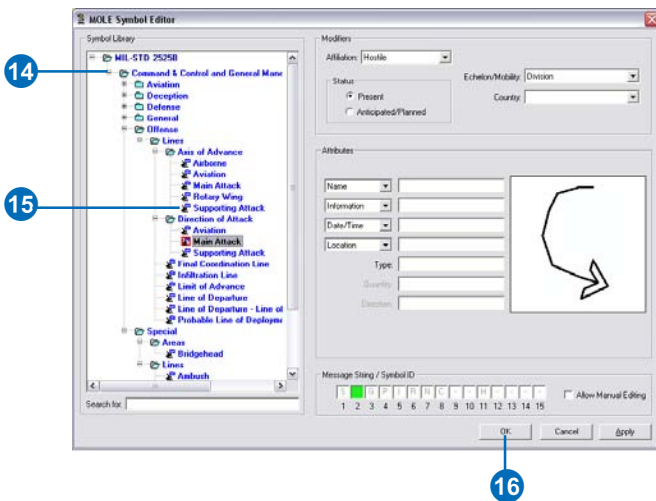 MOLE Symbol Editor
Symbol Library
MIL-STD 2525B
14
Command & Control and General Mane
Aviation
Deception
Defense
General
Offense
Lines
Axis of Advance
Airborne
Aviation
Main Attack
Rotary Wing
15
Supporting Attack
Direction of Attack
Aviation
Main Attack
Supporting Attack
Final Coordination Line
Infiltration Line
Limit of Advance
Line of Departure
Line of Departure - Line of
Probable Line of Deployme
Special
Areas
Bridgehead
Lines
Ambush
Search for:
Modifiers
Affiliation: Hostile
Status
Present
Anticipated/Planned
Echelon/Mobility: Division
Country:
Attributes
Name
Information
Date/Time
Location
Type:
Quantity:
Direction:
Message String / Symbol ID
S G P I R N C - - H - - - -
1 2 3 4 5 6 7 8 9 10 11 12 13 14 15
Allow Manual Editing
OK Cancel Apply
16